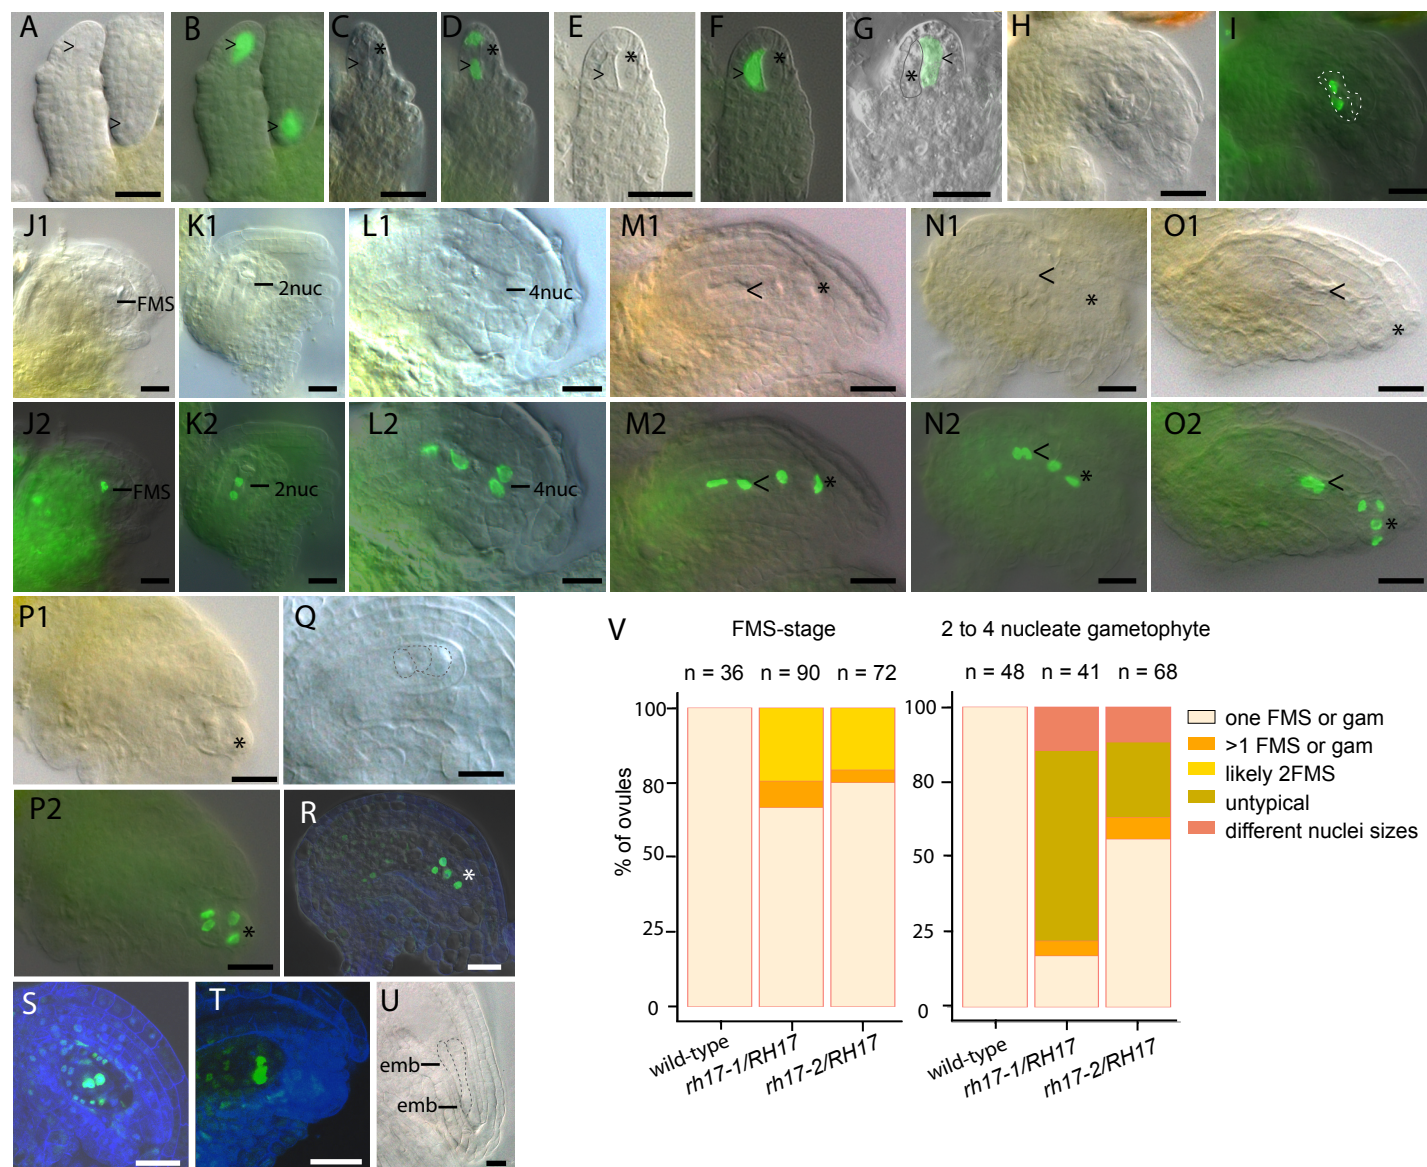 A
>
>
B
>
>
C
*
>
D
*
>
E
*
>
F
*
>
G
*
<
H
I
J1
FMS
K1
2nuc
L1
4nuc
M1
<
*
N1
<
*
O1
<
*
J2
FMS
K2
2nuc
L2
4nuc
M2
<
*
N2
<
*
O2
<
*
P1
*
Q
P2
*
R
*
S
T
U
emb
emb
V
FMS-stage
2 to 4 nucleate gametophyte
n = 36 n = 90 n = 72
n = 48 n = 41 n = 68
% of ovules
100
80
50
25
0
100
80
50
25
0
one FMS or gam
>1 FMS or gam
likely 2FMS
untypical
different nuclei sizes
wild-type
rh17-1/RH17
rh17-2/RH17
wild-type
rh17-1/RH17
rh17-2/RH17